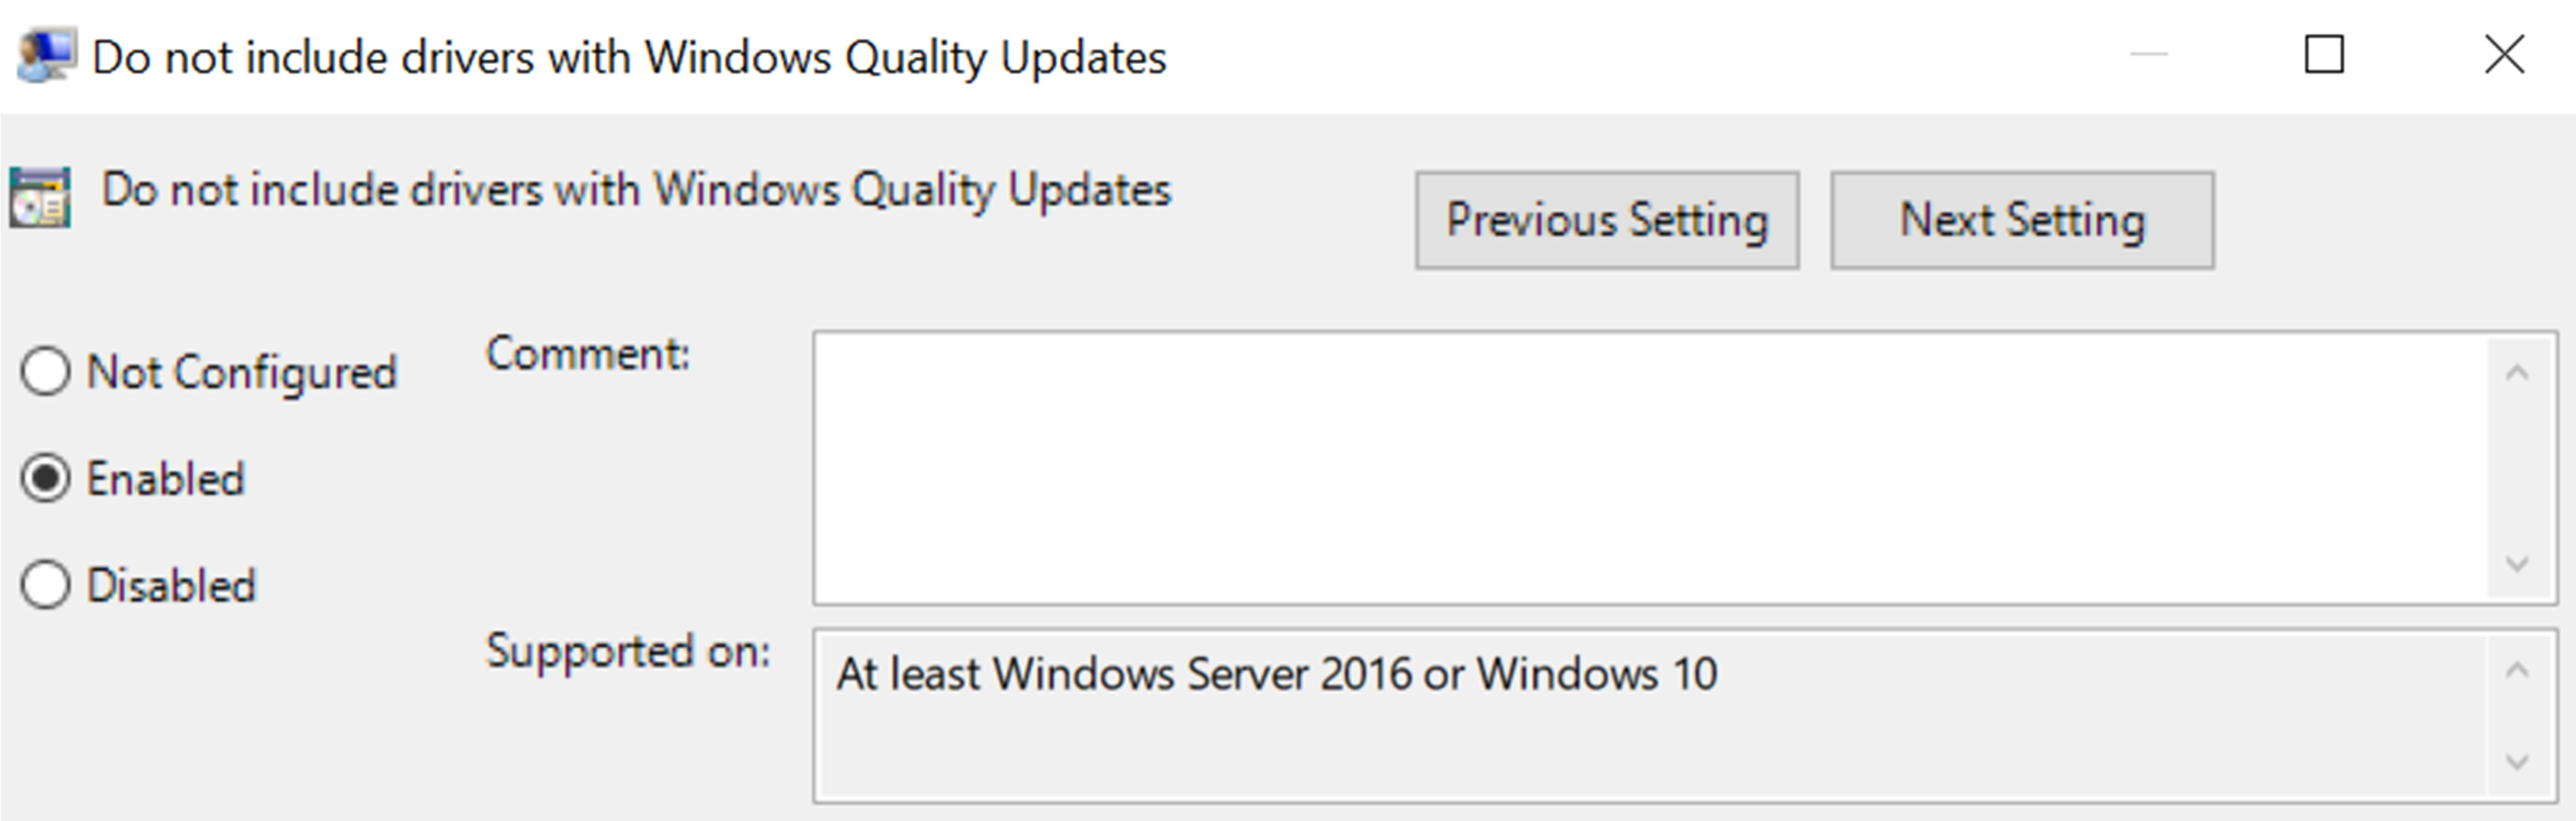 Do not include drivers with Windows Quality Updates
Do not include drivers with Windows Quality Updates
Previous Setting
Next Setting
Not Configured
Enabled
Disabled
Comment:
Supported on:
At least Windows Server 2016 or Windows 10